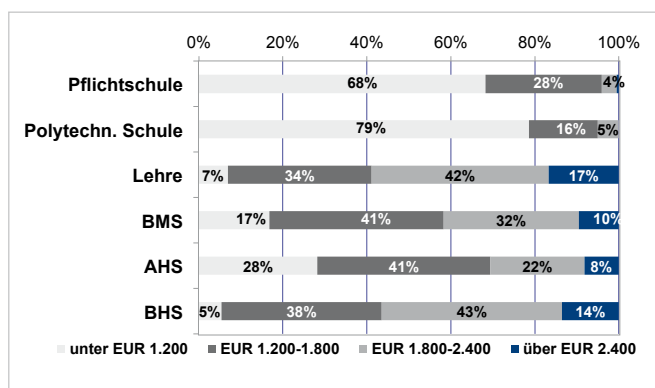 0% 20% 40% 60% 80% 100%
Pflichtschule 68% 28% 4%
Polytechn. Schule 79% 16% 5%
Lehre 7% 34% 42% 17%
BMS 17% 41% 32% 10%
AHS 28% 41% 22% 8%
BHS 5% 38% 43% 14%
unter EUR 1.200 EUR 1.200-1.800 EUR 1.800-2.400 über EUR 2.400